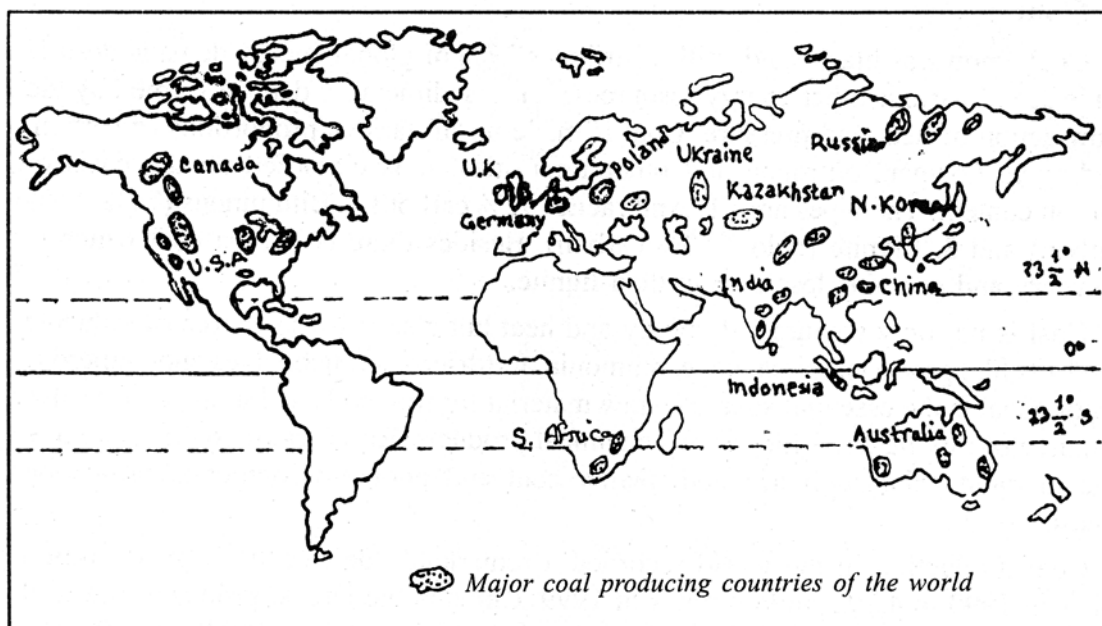 Canada
U.K
Poland
Ukraine
Russia
Germany
Kazakhstan
N. Korea
U.S.A
India
China
23 1/2° N
0°
Indonesia
S. Africa
Australia
23 1/2° S
Major coal producing countries of the world